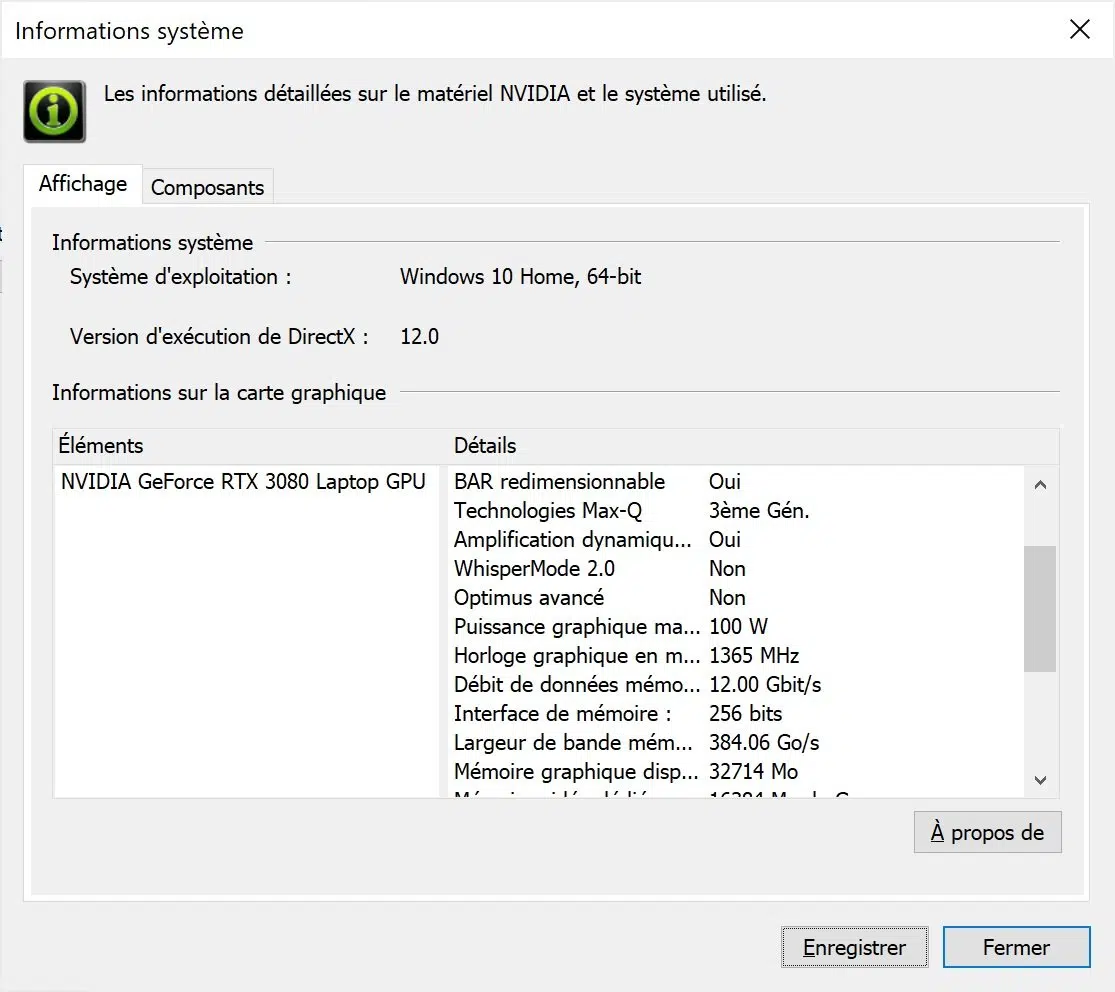 Informations système
Les informations détaillées sur le matériel NVIDIA et le système utilisé.
Affichage
Composants
Informations système
Système d'exploitation :
Windows 10 Home, 64-bit
Version d'exécution de DirectX :
12.0
Informations sur la carte graphique
Éléments
Détails
NVIDIA GeForce RTX 3080 Laptop GPU
BAR redimensionnable Oui
Technologies Max-Q 3ème Gén.
Amplification dynamiqu... Oui
WhisperMode 2.0 Non
Optimus avancé Non
Puissance graphique ma... 100 W
Horloge graphique en m... 1365 MHz
Débit de données mémo... 12.00 Gbit/s
Interface de mémoire : 256 bits
Largeur de bande mém... 384.06 Go/s
Mémoire graphique disp... 32714 Mo
À propos de
Enregistrer
Fermer